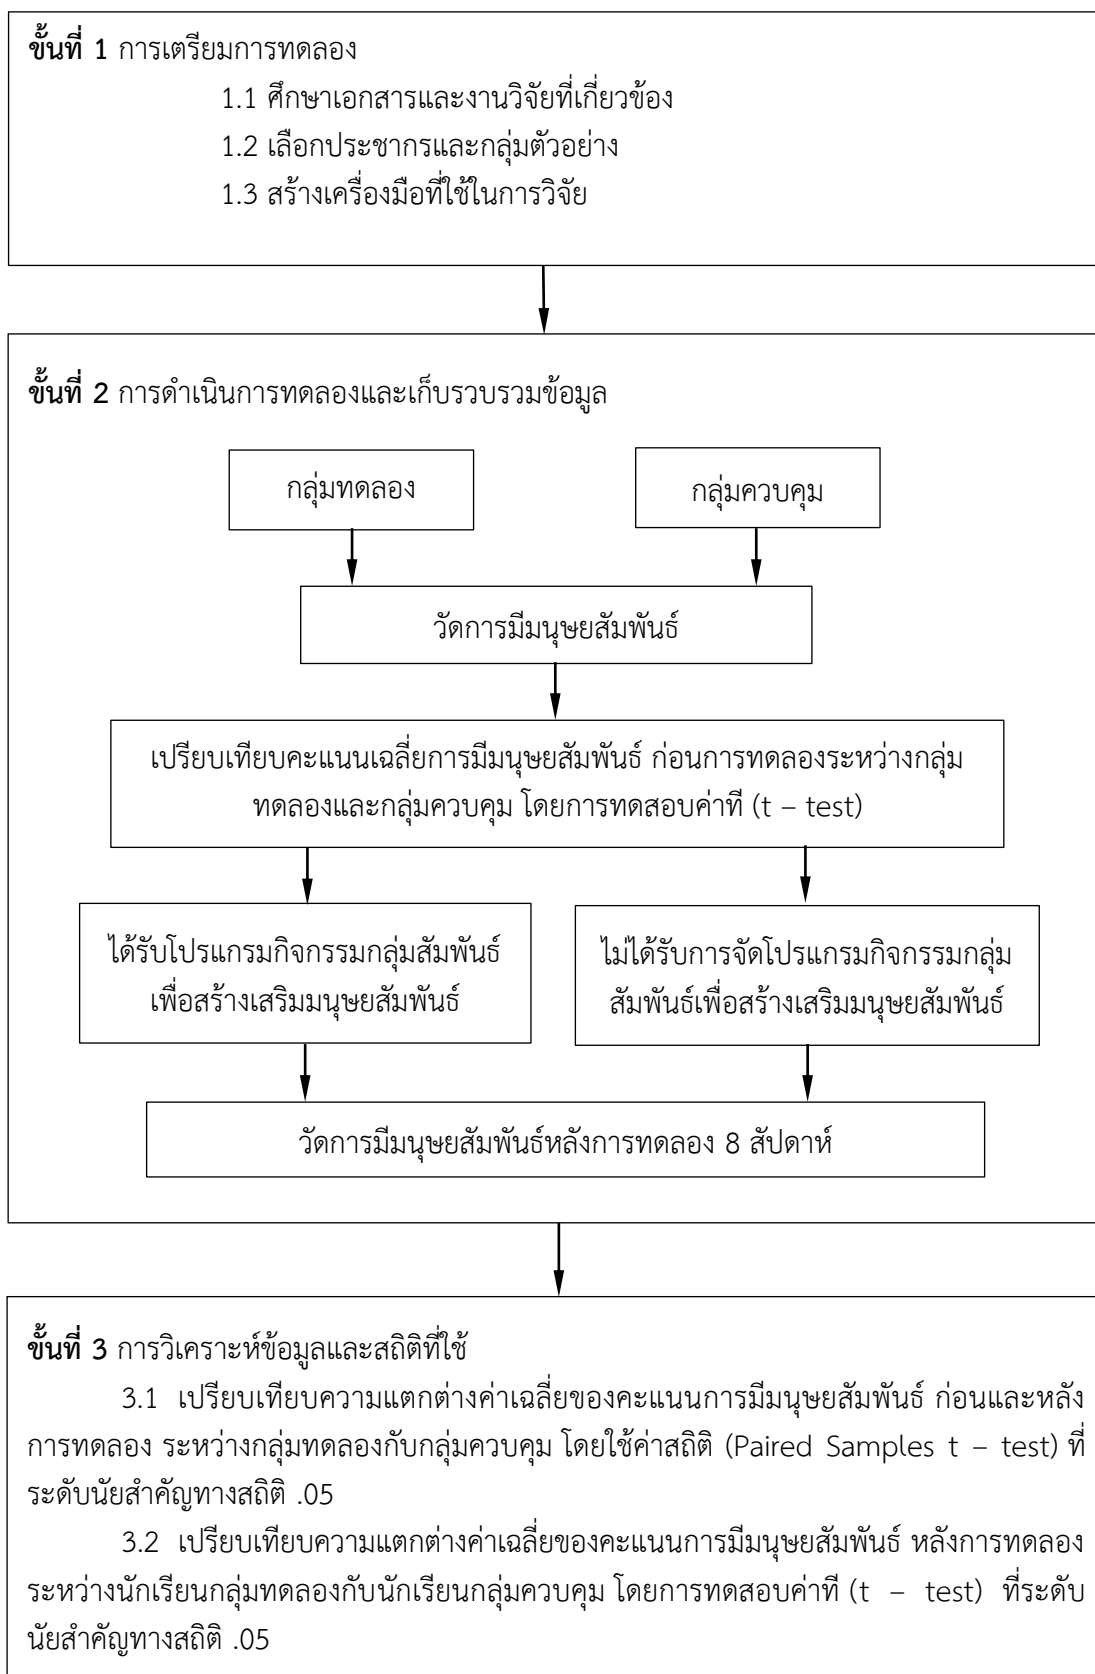 ขั้นที่ 1 การเตรียมการทดลอง
1.1 ศึกษาเอกสารและงานวิจัยที่เกี่ยวข้อง
1.2 เลือกประชากรและกลุ่มตัวอย่าง
1.3 สร้างเครื่องมือที่ใช้ในการวิจัย
ขั้นที่ 2 การดำเนินการทดลองและเก็บรวบรวมข้อมูล
กลุ่มทดลอง
กลุ่มควบคุม
วัดการมีมนุษยสัมพันธ์
เปรียบเทียบคะแนนเฉลี่ยการมีมนุษยสัมพันธ์ ก่อนการทดลองระหว่างกลุ่ม
ทดลองและกลุ่มควบคุม โดยการทดสอบค่าที (t – test)
ได้รับโปรแกรมกิจกรรมกลุ่มสัมพันธ์
เพื่อสร้างเสริมมนุษยสัมพันธ์
ไม่ได้รับการจัดโปรแกรมกิจกรรมกลุ่ม
สัมพันธ์เพื่อสร้างเสริมมนุษยสัมพันธ์
วัดการมีมนุษยสัมพันธ์หลังการทดลอง 8 สัปดาห์
ขั้นที่ 3 การวิเคราะห์ข้อมูลและสถิติที่ใช้
3.1 เปรียบเทียบความแตกต่างค่าเฉลี่ยของคะแนนการมีมนุษยสัมพันธ์ ก่อนและหลัง
การทดลอง ระหว่างกลุ่มทดลองกับกลุ่มควบคุม โดยใช้ค่าสถิติ (Paired Samples t – test) ที่
ระดับนัยสำคัญทางสถิติ .05
3.2 เปรียบเทียบความแตกต่างค่าเฉลี่ยของคะแนนการมีมนุษยสัมพันธ์ หลังการทดลอง
ระหว่างนักเรียนกลุ่มทดลองกับนักเรียนกลุ่มควบคุม โดยการทดสอบค่าที (t – test) ที่ระดับ
นัยสำคัญทางสถิติ .05